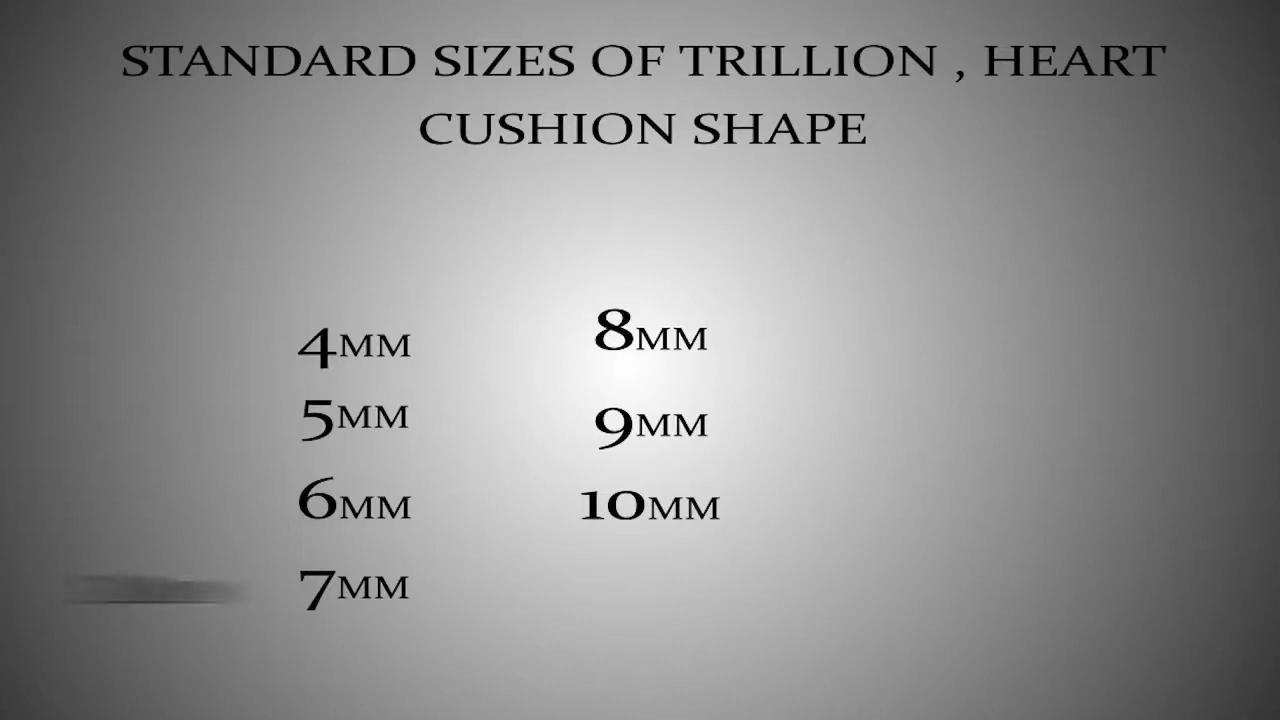 STANDARD SIZES OF TRILLION , HEART
CUSHION SHAPE
4MM
5MM
6MM
7MM
8MM
9MM
10MM